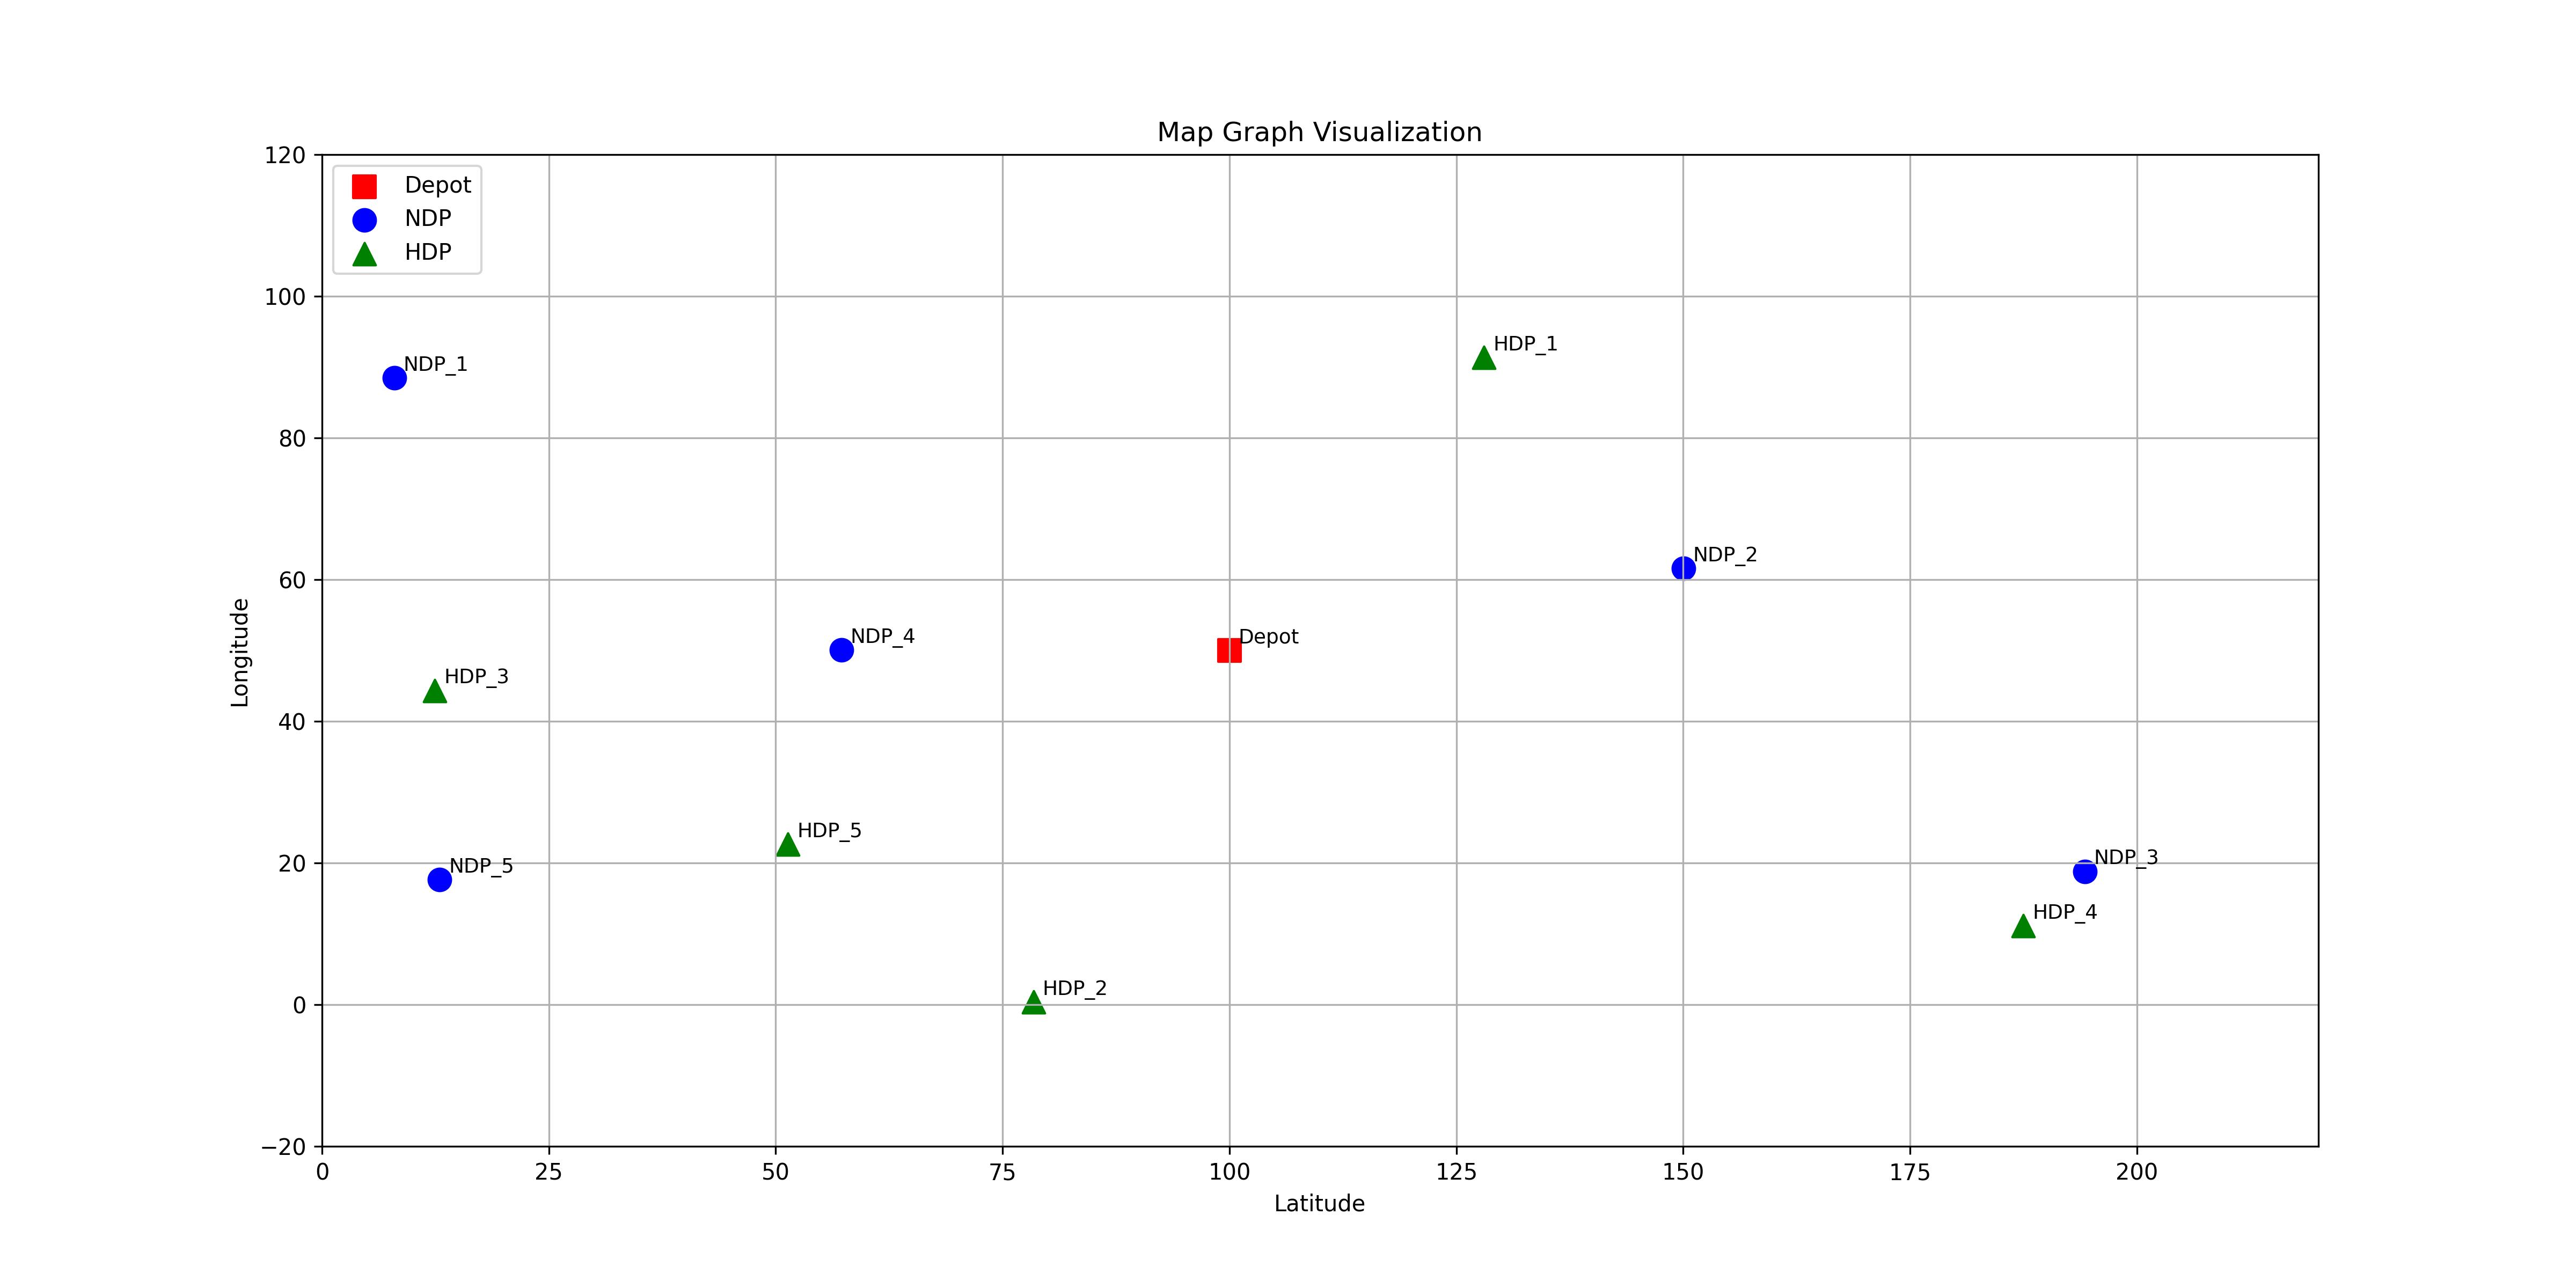 Map Graph Visualization
120
100
80
60
40
20
0
−20
Longitude
Depot
NDP
HDP
NDP_1
HDP_1
NDP_2
NDP_4
Depot
HDP_3
HDP_5
NDP_5
NDP_3
HDP_4
HDP_2
0 25 50 75 100 125 150 175 200
Latitude